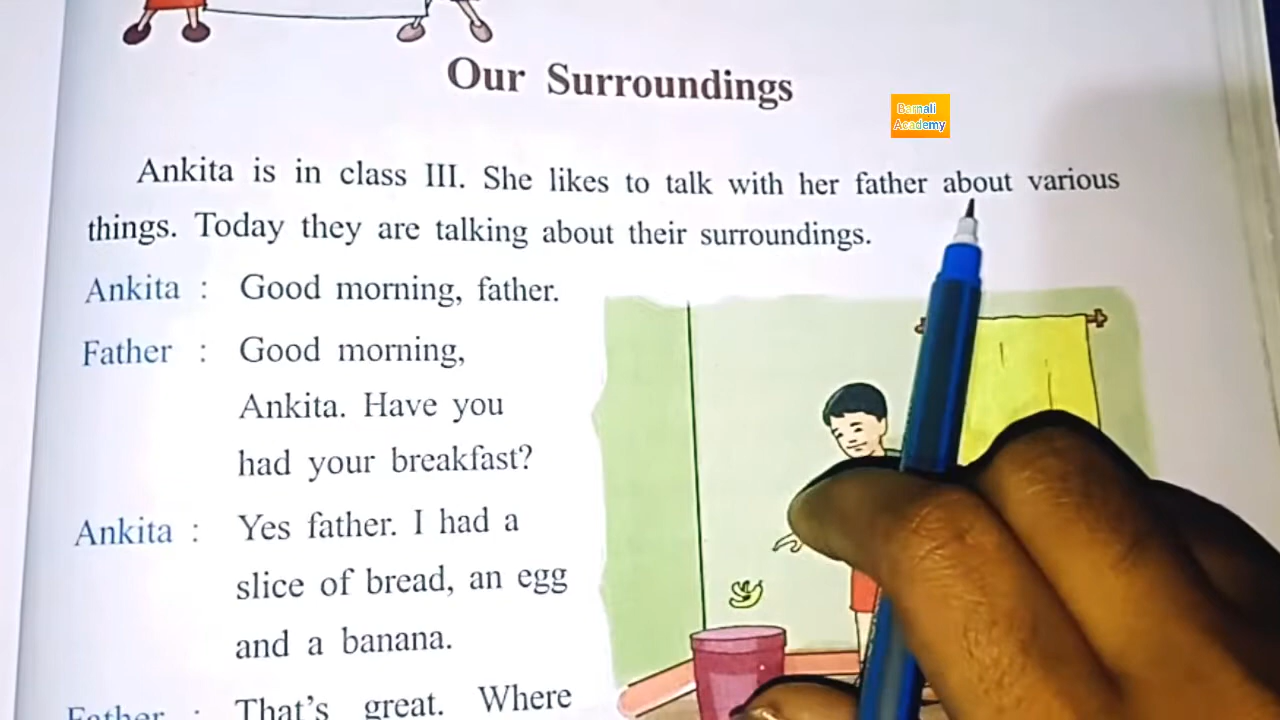 Our Surroundings
Barnali
Academy
Ankita is in class III. She likes to talk with her father about various
things. Today they are talking about their surroundings.
Ankita : Good morning, father.
Father : Good morning,
Ankita. Have you
had your breakfast?
Ankita : Yes father. I had a
slice of bread, an egg
and a banana.
Father : That's great. Where